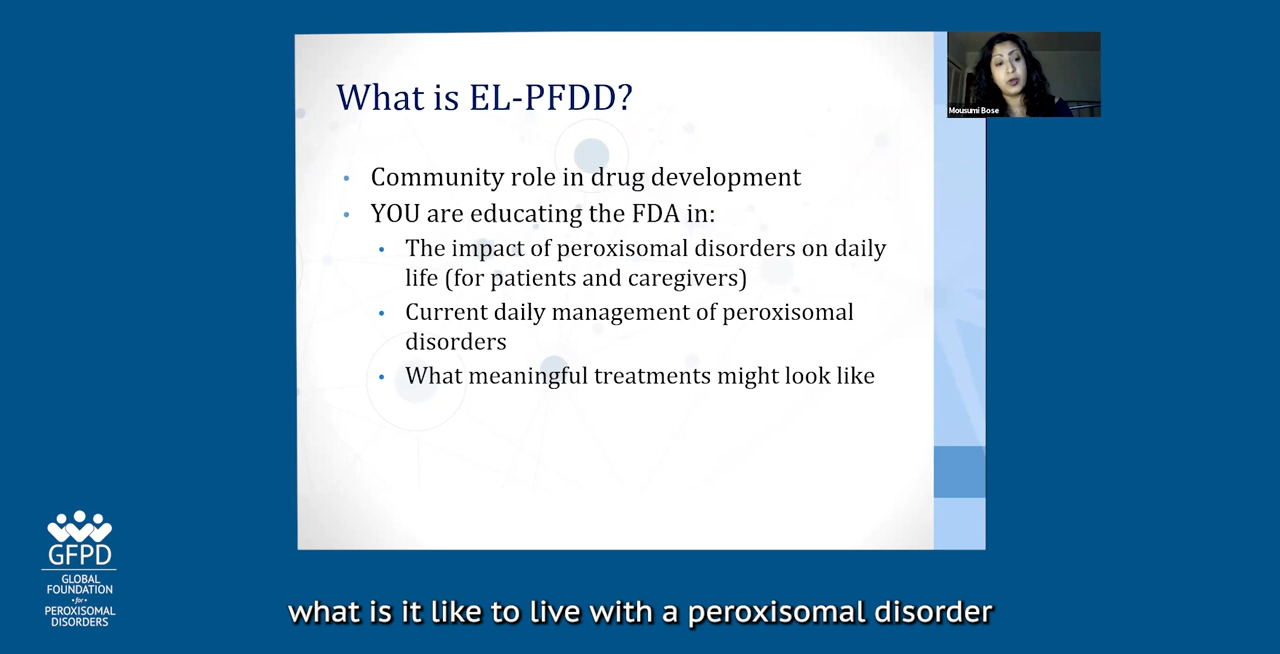 What is EL-PFDD?
Mousumi Bose
• Community role in drug development
• YOU are educating the FDA in:
• The impact of peroxisomal disorders on daily
life (for patients and caregivers)
• Current daily management of peroxisomal
disorders
• What meaningful treatments might look like
GFPD
GLOBAL
FOUNDATION
• for •
PEROXISOMAL
DISORDERS
what is it like to live with a peroxisomal disorder